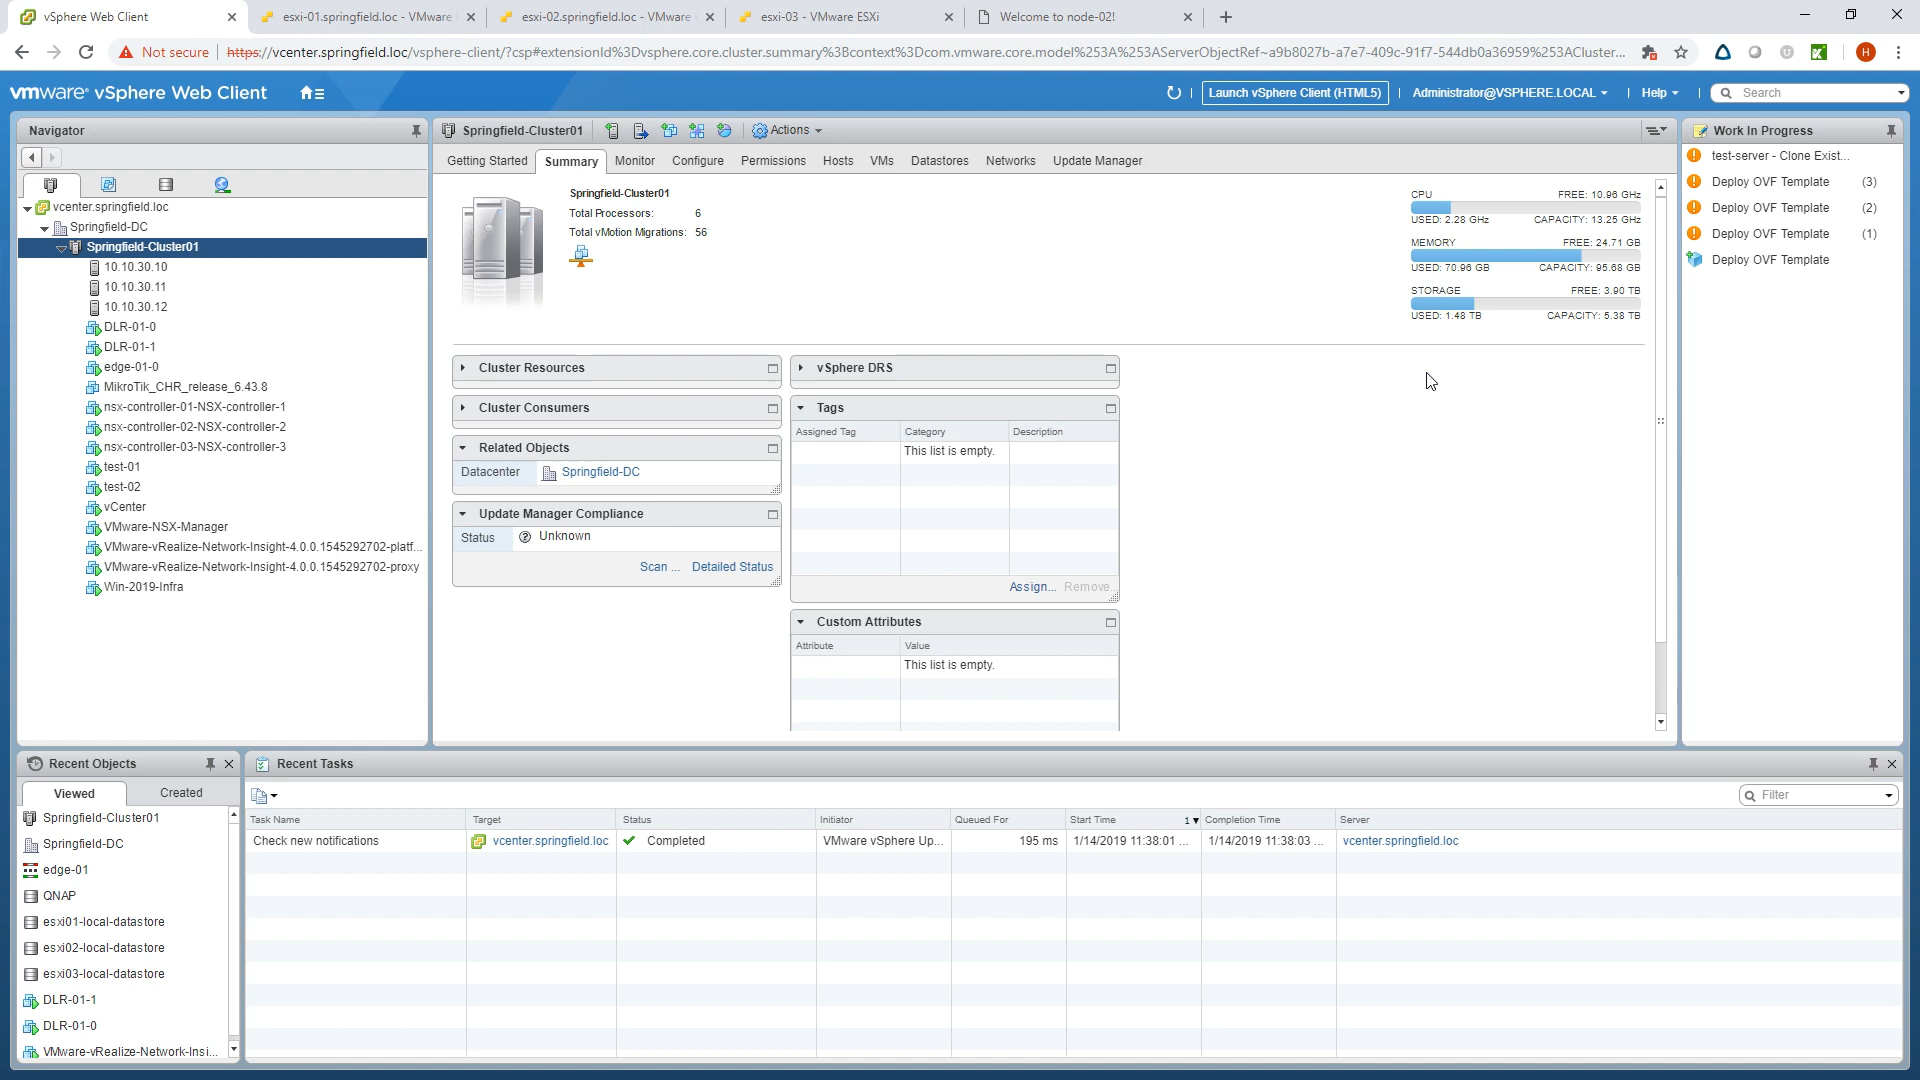 vSphere Web Client
esxi-01.springfield.loc - VMware
esxi-02.springfield.loc - VMware
esxi-03 - VMware ESXi
Welcome to node-02!
Not secure
https://vcenter.springfield.loc/vsphere-client/?csp#extensionId%3Dvsphere.core.cluster.summary%3Bcontext%3Dcom.vmware.core.model%253A%253AServerObjectRef~a9b8027b-a7e7-409c-91f7-544db0a36959%253ACluster...
H
vmware® vSphere Web Client
Launch vSphere Client (HTML5)
Administrator@VSPHERE.LOCAL
Help
Search
Navigator
vcenter.springfield.loc
Springfield-DC
Springfield-Cluster01
10.10.30.10
10.10.30.11
10.10.30.12
DLR-01-0
DLR-01-1
edge-01-0
MikroTik_CHR_release_6.43.8
nsx-controller-01-NSX-controller-1
nsx-controller-02-NSX-controller-2
nsx-controller-03-NSX-controller-3
test-01
test-02
vCenter
VMware-NSX-Manager
VMware-vRealize-Network-Insight-4.0.0.1545292702-platf...
VMware-vRealize-Network-Insight-4.0.0.1545292702-proxy
Win-2019-Infra
Springfield-Cluster01
Actions
Getting Started Summary Monitor Configure Permissions Hosts VMs Datastores Networks Update Manager
Springfield-Cluster01
Total Processors: 6
Total vMotion Migrations: 56
CPU FREE: 10.96 GHz
USED: 2.28 GHz CAPACITY: 13.25 GHz
MEMORY FREE: 24.71 GB
USED: 70.96 GB CAPACITY: 95.68 GB
STORAGE FREE: 3.90 TB
USED: 1.48 TB CAPACITY: 5.38 TB
Cluster Resources
Cluster Consumers
Related Objects
Datacenter Springfield-DC
Update Manager Compliance
Status Unknown
Scan ... Detailed Status
vSphere DRS
Tags
Assigned Tag Category Description
This list is empty.
Assign... Remove...
Custom Attributes
Attribute Value
This list is empty.
Work In Progress
test-server - Clone Exist...
Deploy OVF Template (3)
Deploy OVF Template (2)
Deploy OVF Template (1)
Deploy OVF Template
Recent Objects
Viewed Created
Springfield-Cluster01
Springfield-DC
edge-01
QNAP
esxi01-local-datastore
esxi02-local-datastore
esxi03-local-datastore
DLR-01-1
DLR-01-0
VMware-vRealize-Network-Insi...
Recent Tasks
Filter
Task Name Target Status Initiator Queued For Start Time 1 Completion Time Server
Check new notifications vcenter.springfield.loc Completed VMware vSphere Up... 195 ms 1/14/2019 11:38:01 ... 1/14/2019 11:38:03 ... vcenter.springfield.loc